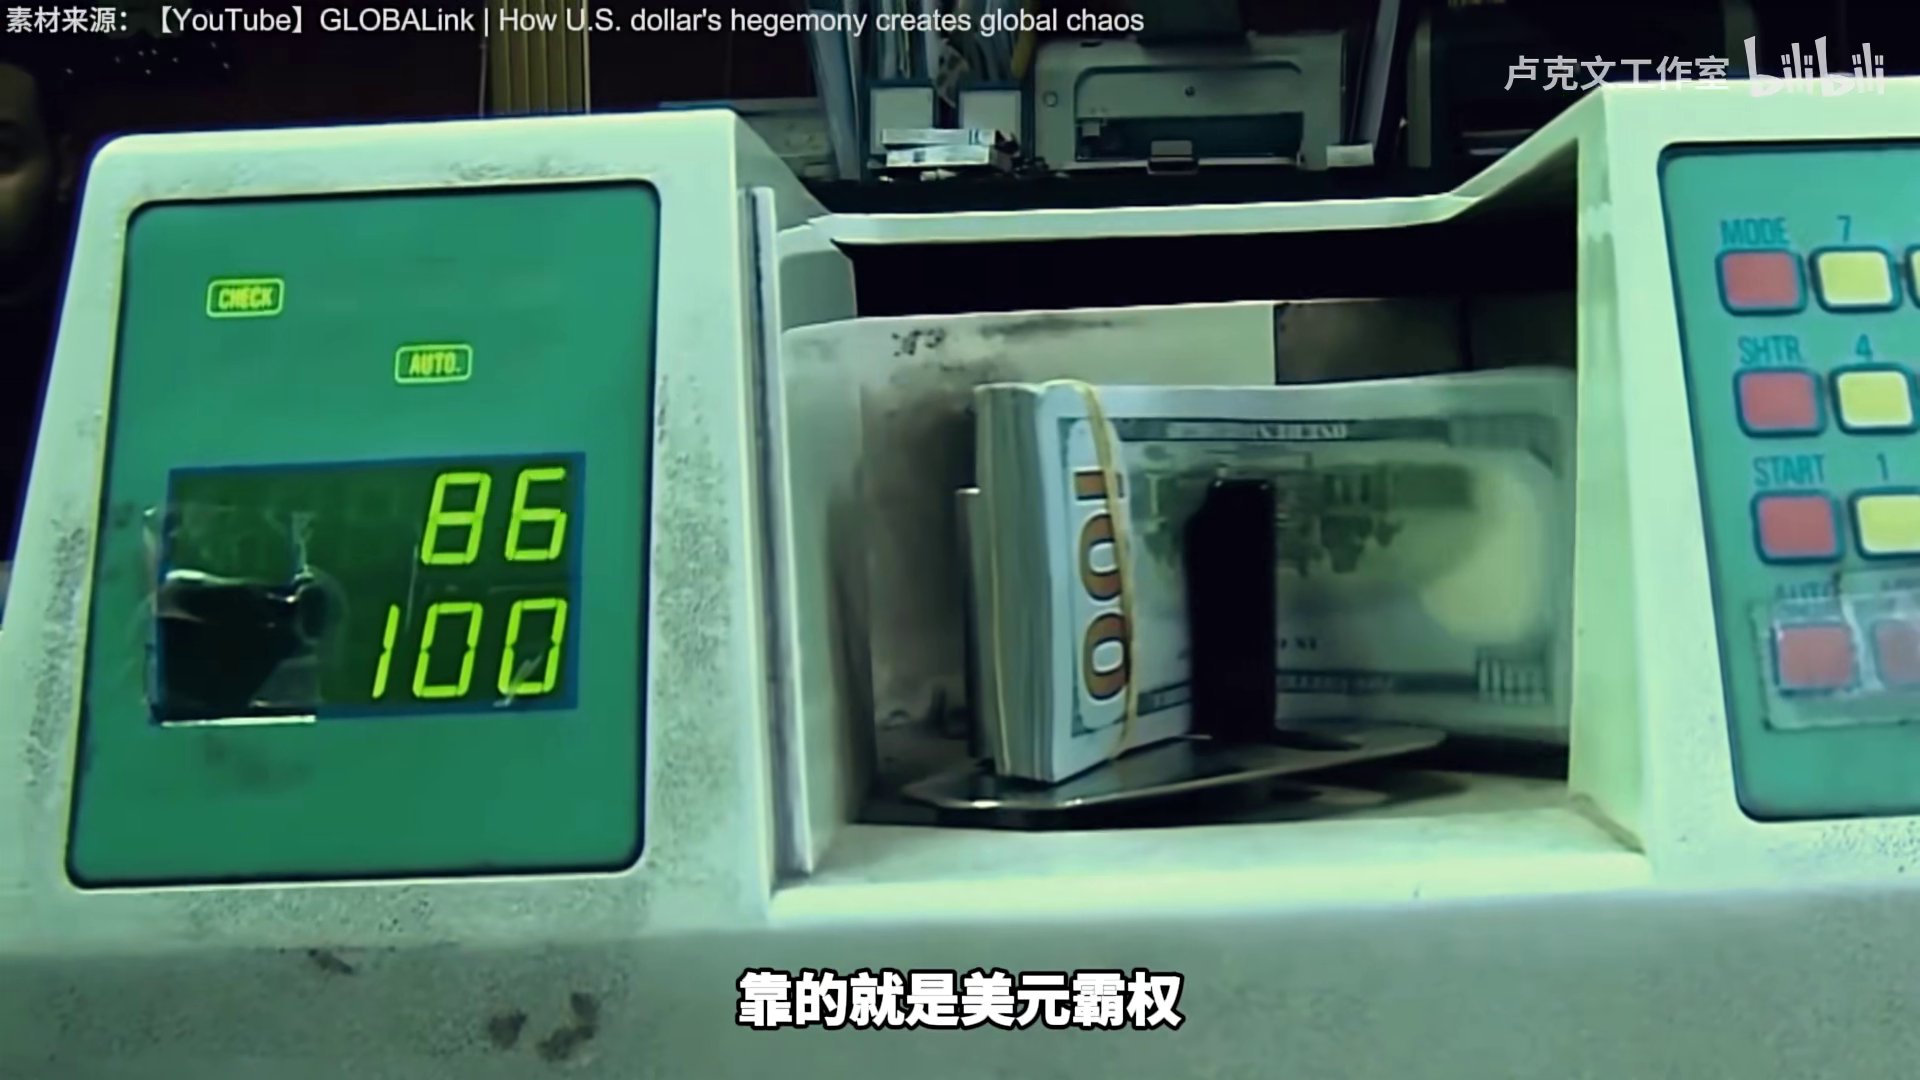 素材来源：【YouTube】GLOBALink | How U.S. dollar's hegemony creates global chaos
卢克文工作室 bilibili
MODE 7
CHECK
SHTR 4
AUTO.
START 1
86
100
100
AUTO
靠的就是美元霸权